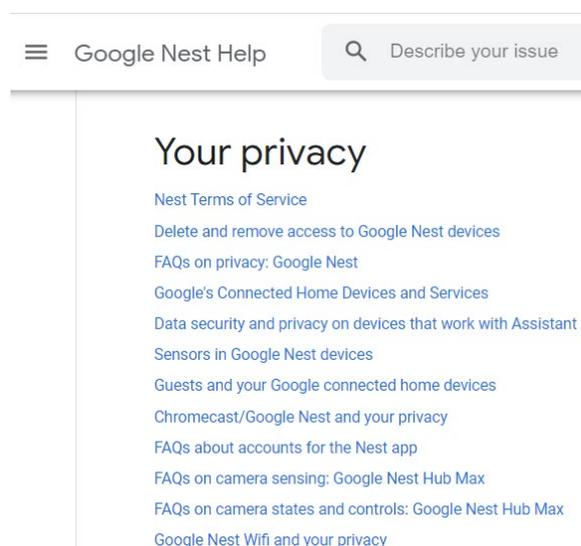 Google Nest Help
Describe your issue
Your privacy
Nest Terms of Service
Delete and remove access to Google Nest devices
FAQs on privacy: Google Nest
Google's Connected Home Devices and Services
Data security and privacy on devices that work with Assistant
Sensors in Google Nest devices
Guests and your Google connected home devices
Chromecast/Google Nest and your privacy
FAQs about accounts for the Nest app
FAQs on camera sensing: Google Nest Hub Max
FAQs on camera states and controls: Google Nest Hub Max
Google Nest Wifi and your privacy